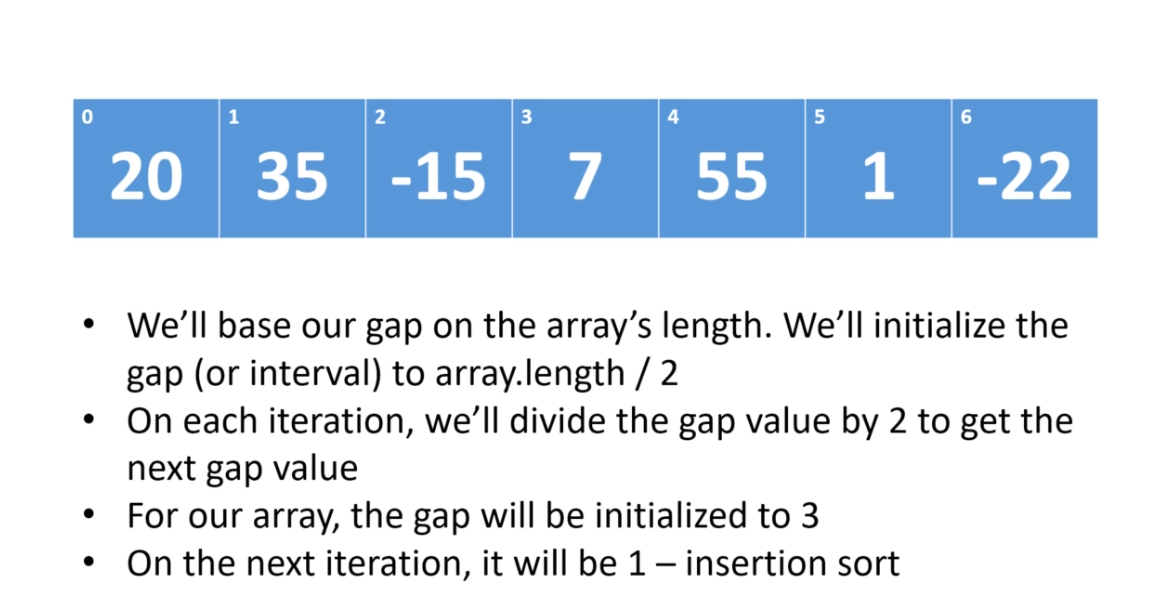 0 1 2 3 4 5 6
20 35 -15 7 55 1 -22
• We’ll base our gap on the array’s length. We’ll initialize the
gap (or interval) to array.length / 2
• On each iteration, we’ll divide the gap value by 2 to get the
next gap value
• For our array, the gap will be initialized to 3
• On the next iteration, it will be 1 – insertion sort